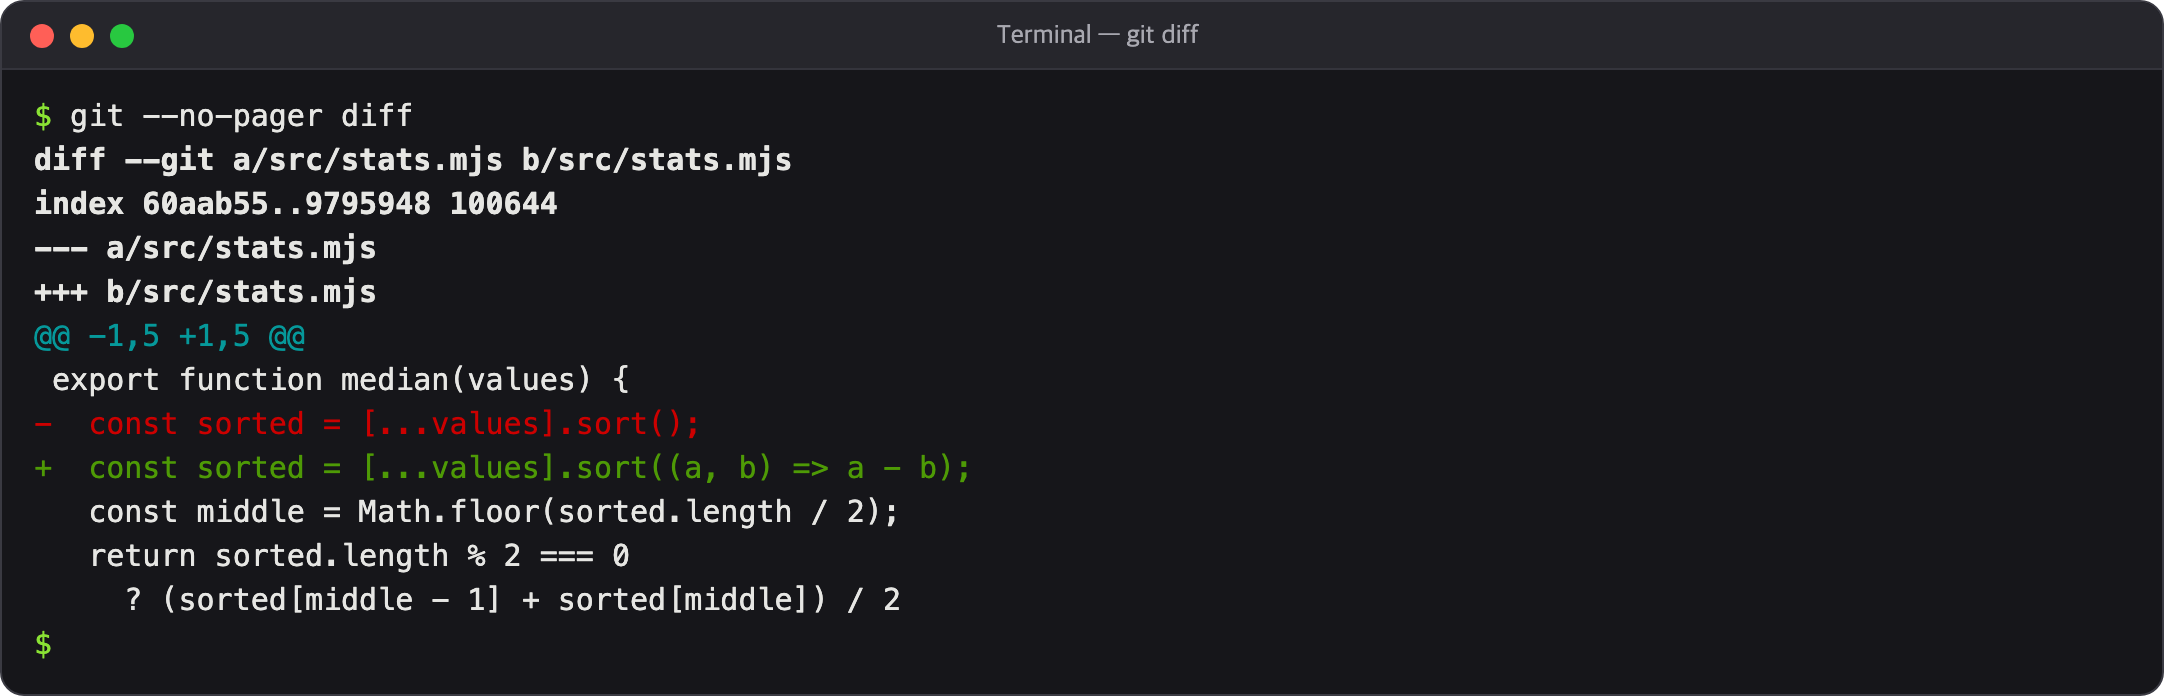 Terminal — git diff
$ git --no-pager diff
diff --git a/src/stats.mjs b/src/stats.mjs
index 60aab55..9795948 100644
--- a/src/stats.mjs
+++ b/src/stats.mjs
@@ -1,5 +1,5 @@
 export function median(values) {
-  const sorted = [...values].sort();
+  const sorted = [...values].sort((a, b) => a - b);
   const middle = Math.floor(sorted.length / 2);
   return sorted.length % 2 === 0
     ? (sorted[middle - 1] + sorted[middle]) / 2
$